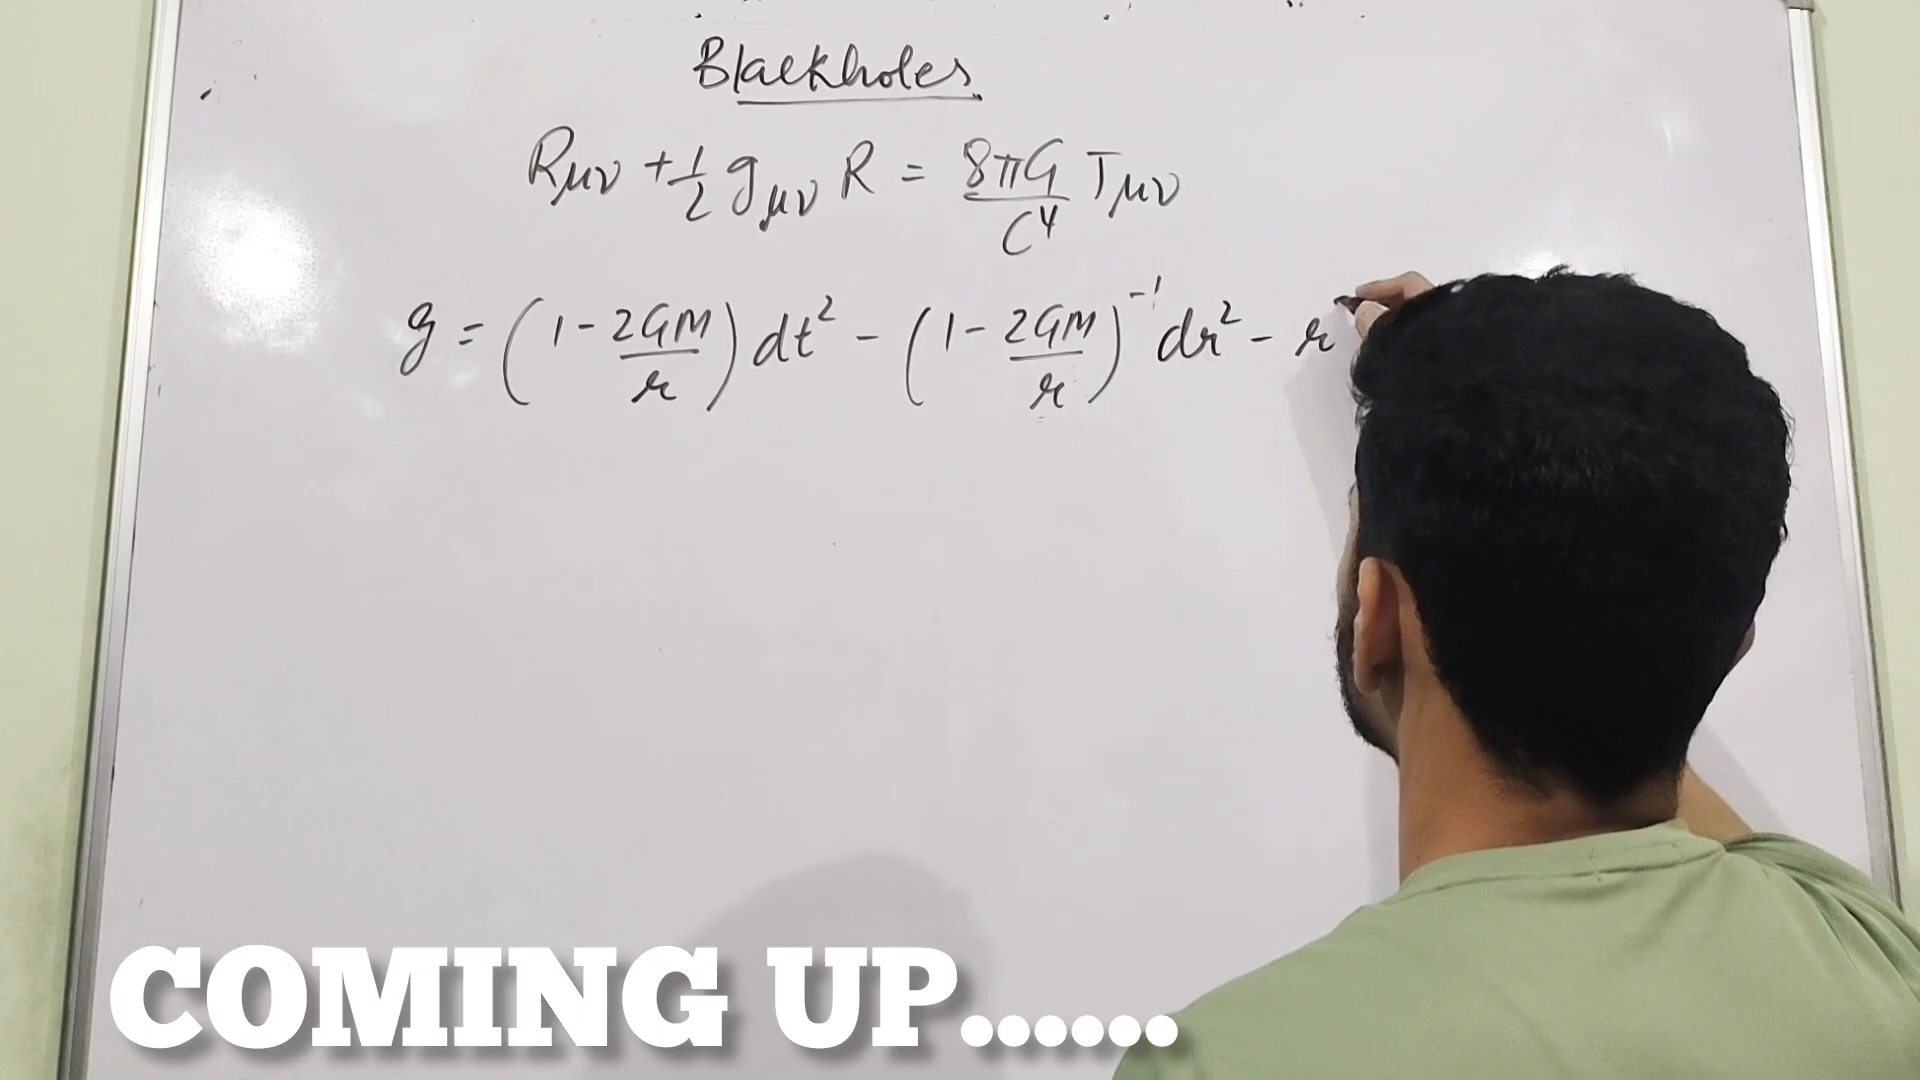 Blackholes
Rμν + 1/2 gμν R = 8πG/C⁴ Tμν
g = (1 - 2GM/r) dt² - (1 - 2GM/r)⁻¹ dr² - r
COMING UP......